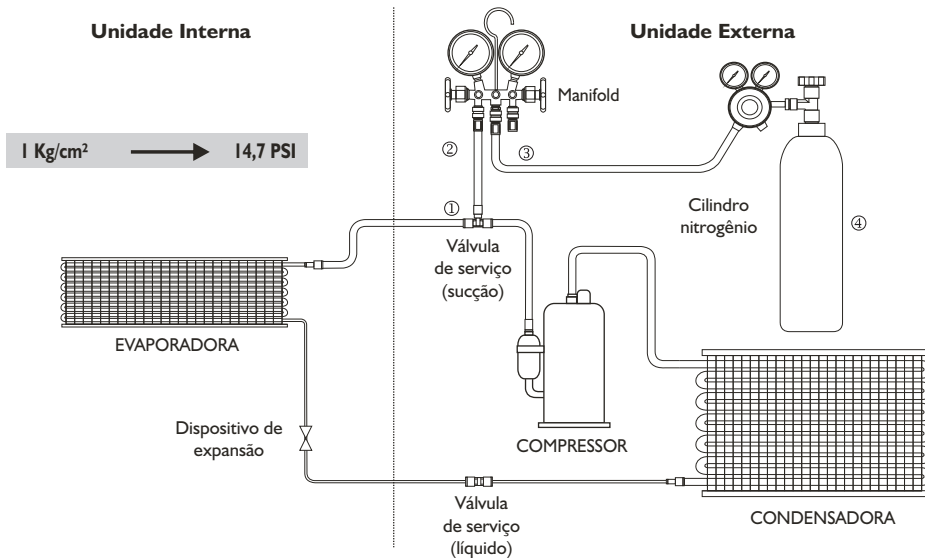 Unidade Interna
Unidade Externa
Manifold
1 Kg/cm² 14,7 PSI
②
③
①
Cilindro
nitrogênio
④
Válvula
de serviço
(sucção)
EVAPORADORA
Dispositivo de
expansão
COMPRESSOR
Válvula
de serviço
(líquido)
CONDENSADORA